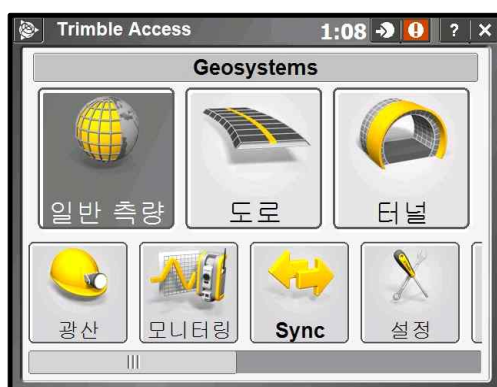 Trimble Access 1:08 ? X
Geosystems
일반 측량 도로 터널
광산 모니터링 Sync 설정